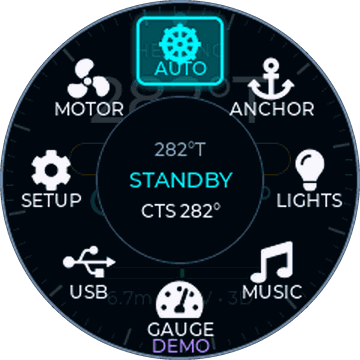 AUTO
MOTOR
ANCHOR
282°T
STANDBY
CTS 282°
SETUP
LIGHTS
USB
MUSIC
GAUGE
DEMO